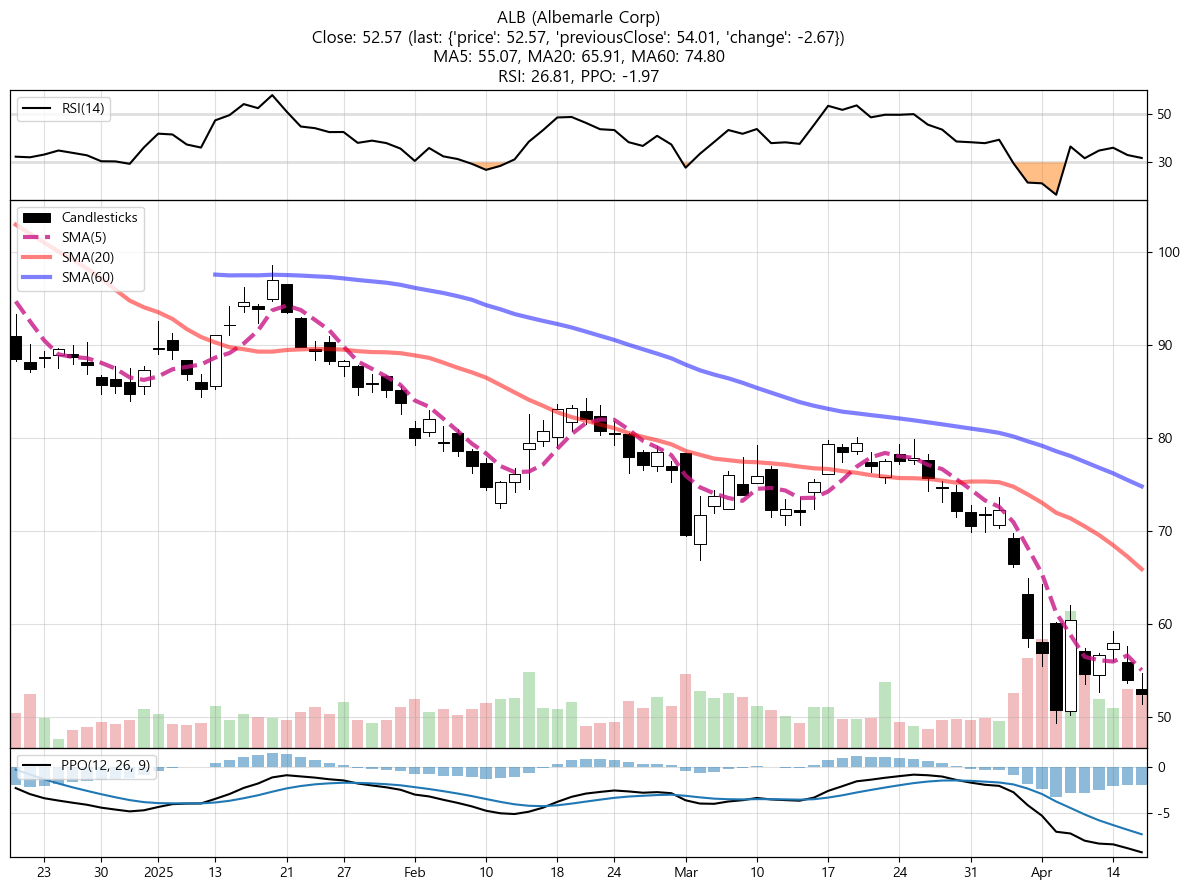 ALB (Albemarle Corp)
Close: 52.57 (last: {'price': 52.57, 'previousClose': 54.01, 'change': -2.67})
MA5: 55.07, MA20: 65.91, MA60: 74.80
RSI: 26.81, PPO: -1.97
RSI(14)
50
30
Candlesticks
SMA(5)
SMA(20)
SMA(60)
100
90
80
70
60
50
PPO(12, 26, 9)
0
-5
23 30 2025 13 21 27 Feb 10 18 24 Mar 10 17 24 31 Apr 14